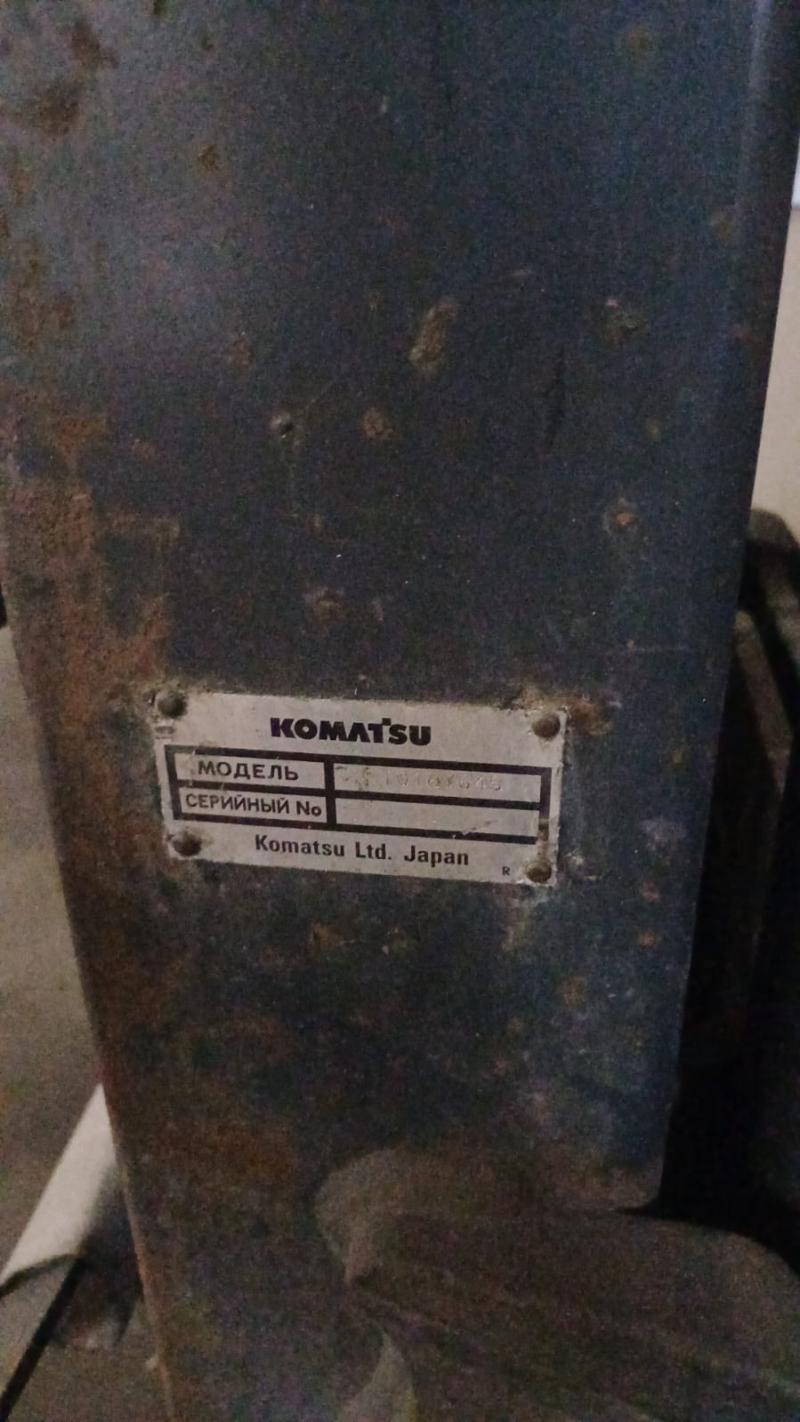 KOMATSU
МОДЕЛЬ
СЕРИЙНЫЙ No
Komatsu Ltd. Japan
R